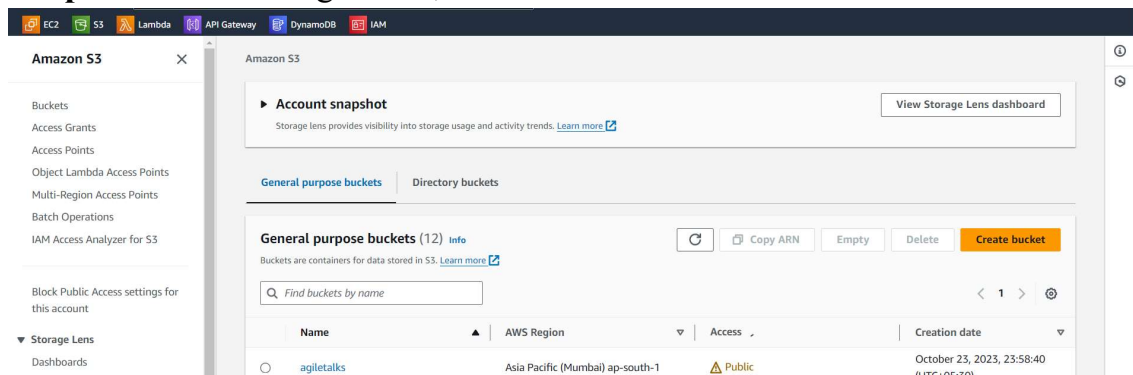 EC2 S3 Lambda API Gateway DynamoDB IAM
Amazon S3
Buckets
Access Grants
Access Points
Object Lambda Access Points
Multi-Region Access Points
Batch Operations
IAM Access Analyzer for S3
Block Public Access settings for
this account
Storage Lens
Dashboards
Amazon S3
Account snapshot
Storage lens provides visibility into storage usage and activity trends. Learn more
View Storage Lens dashboard
General purpose buckets Directory buckets
General purpose buckets (12) Info
Buckets are containers for data stored in S3. Learn more
Copy ARN Empty Delete Create bucket
Find buckets by name
1
Name AWS Region Access Creation date
agiletalks Asia Pacific (Mumbai) ap-south-1 Public October 23, 2023, 23:58:40
(UTC+05:30)